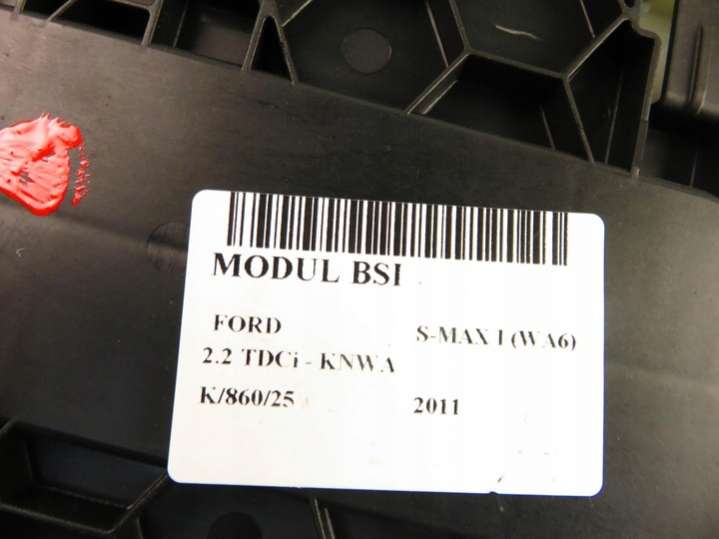 MODUL BSI
FORD S-MAX I (WA6)
2.2 TDCi - KNWA
K/860/25 2011